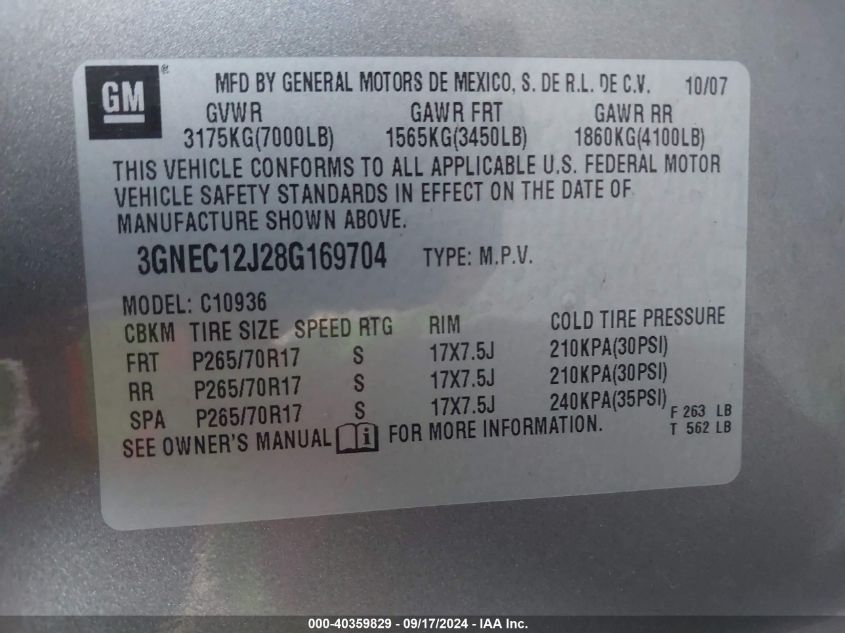 GM®
MFD BY GENERAL MOTORS DE MEXICO, S. DE R.L. DE C.V. 10/07
GVWR GAWR FRT GAWR RR
3175KG(7000LB) 1565KG(3450LB) 1860KG(4100LB)
THIS VEHICLE CONFORMS TO ALL APPLICABLE U.S. FEDERAL MOTOR
VEHICLE SAFETY STANDARDS IN EFFECT ON THE DATE OF
MANUFACTURE SHOWN ABOVE.
3GNEC12J28G169704 TYPE: M.P.V.
MODEL: C10936
CBKM TIRE SIZE SPEED RTG RIM COLD TIRE PRESSURE
FRT P265/70R17 S 17X7.5J 210KPA(30PSI)
RR P265/70R17 S 17X7.5J 210KPA(30PSI)
SPA P265/70R17 S 17X7.5J 240KPA(35PSI) F 263 LB
SEE OWNER'S MANUAL i FOR MORE INFORMATION. T 562 LB
000-40359829 - 09/17/2024 - IAA Inc.